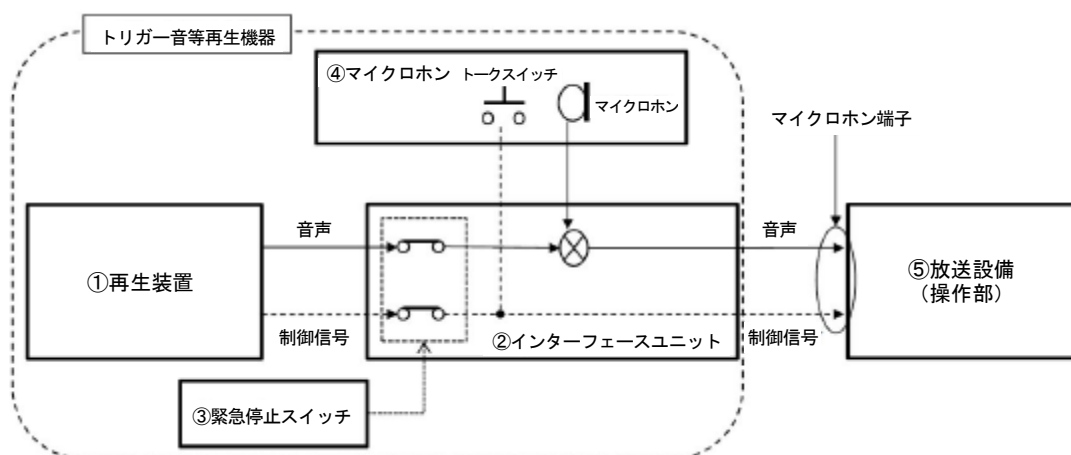 トリガー音等再生機器
④マイクロホン トークスイッチ
マイクロホン
マイクロホン端子
①再生装置
音声
制御信号
②インターフェースユニット
音声
制御信号
⑤放送設備
(操作部)
③緊急停止スイッチ